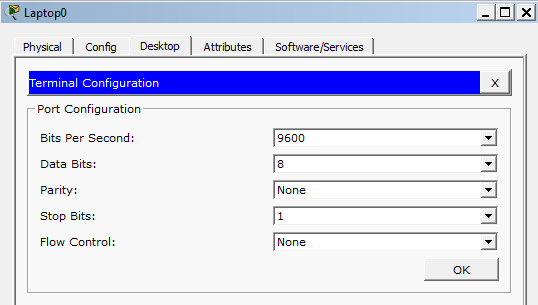 Laptop0
Physical Config Desktop Attributes Software/Services
Terminal Configuration X
Port Configuration
Bits Per Second: 9600
Data Bits: 8
Parity: None
Stop Bits: 1
Flow Control: None
OK